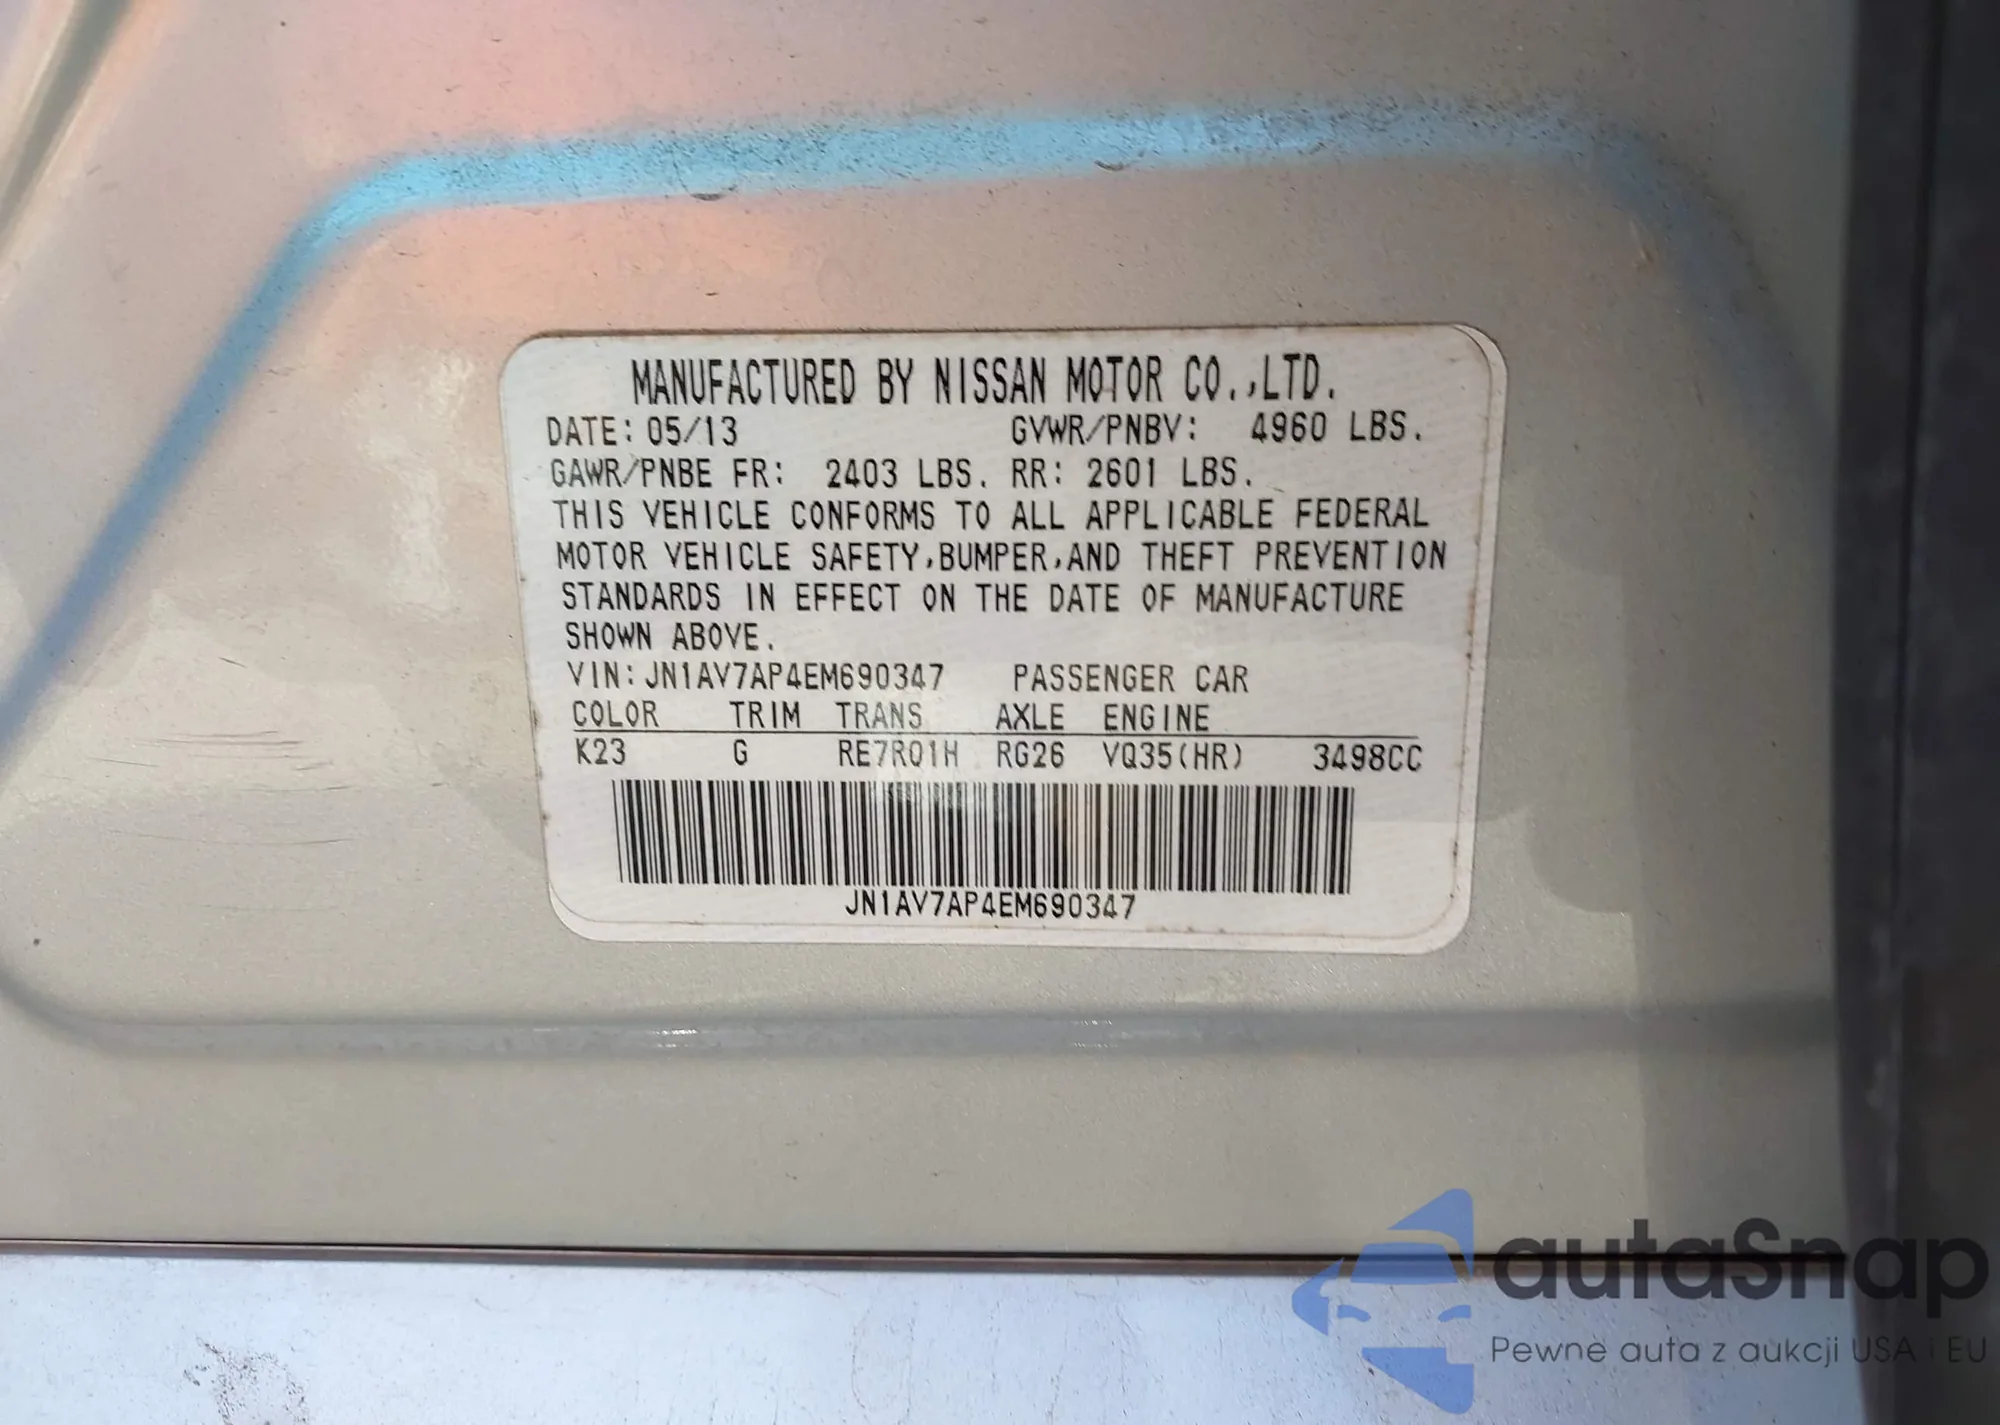 MANUFACTURED BY NISSAN MOTOR CO.,LTD.
DATE: 05/13 GVWR/PNBV: 4960 LBS.
GAWR/PNBE FR: 2403 LBS. RR: 2601 LBS.
THIS VEHICLE CONFORMS TO ALL APPLICABLE FEDERAL
MOTOR VEHICLE SAFETY,BUMPER,AND THEFT PREVENTION
STANDARDS IN EFFECT ON THE DATE OF MANUFACTURE
SHOWN ABOVE.
VIN:JN1AV7AP4EM690347 PASSENGER CAR
COLOR TRIM TRANS AXLE ENGINE
K23 G RE7R01H RG26 VQ35(HR) 3498CC
JN1AV7AP4EM690347
autaSnap
Pewne auta z aukcji USA i EU